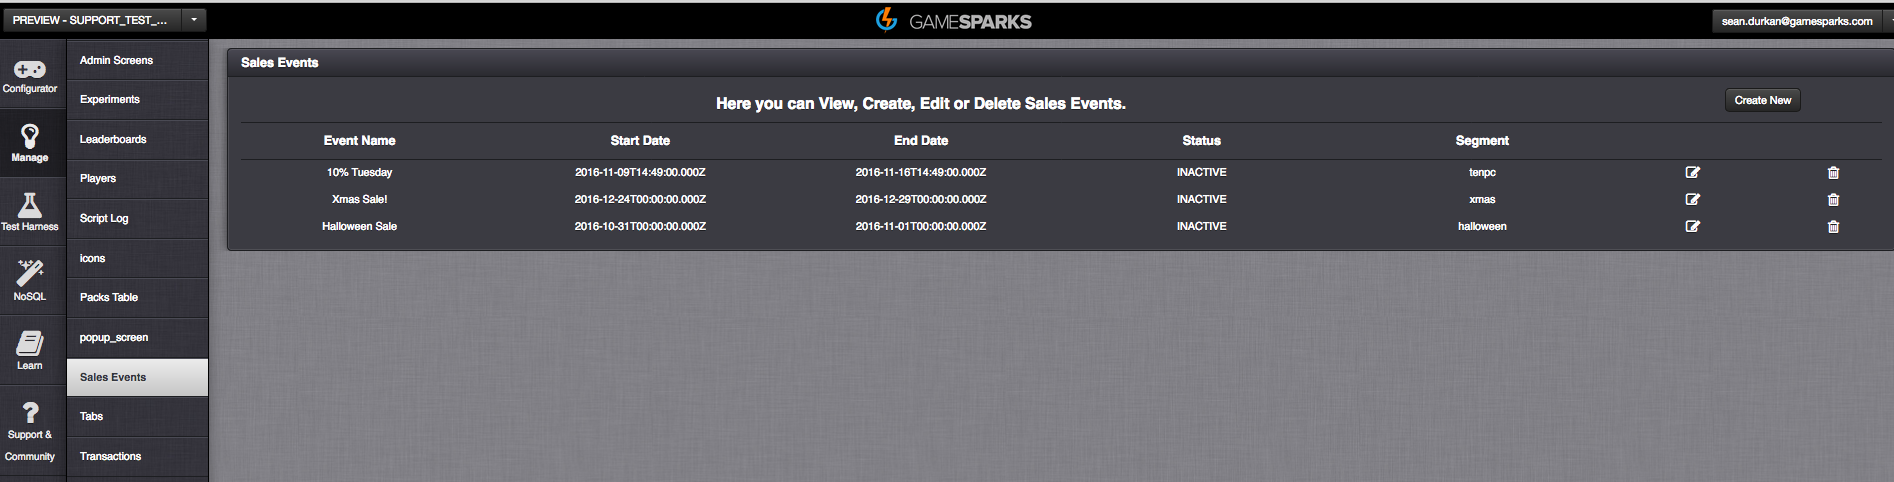 PREVIEW - SUPPORT_TEST_...
GAMESPARKS
sean.durkan@gamesparks.com
Configurator
Manage
Test Harness
NoSQL
Learn
Support &
Community
Admin Screens
Experiments
Leaderboards
Players
Script Log
icons
Packs Table
popup_screen
Sales Events
Tabs
Transactions
Sales Events
Here you can View, Create, Edit or Delete Sales Events.
Create New
Event Name Start Date End Date Status Segment
10% Tuesday 2016-11-09T14:49:00.000Z 2016-11-16T14:49:00.000Z INACTIVE tenpc
Xmas Sale! 2016-12-24T00:00:00.000Z 2016-12-29T00:00:00.000Z INACTIVE xmas
Halloween Sale 2016-10-31T00:00:00.000Z 2016-11-01T00:00:00.000Z INACTIVE halloween